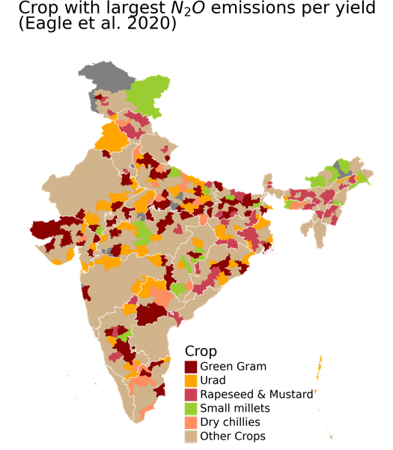 Crop with largest N2O emissions per yield
(Eagle et al. 2020)
Crop
Green Gram
Urad
Rapeseed & Mustard
Small millets
Dry chillies
Other Crops